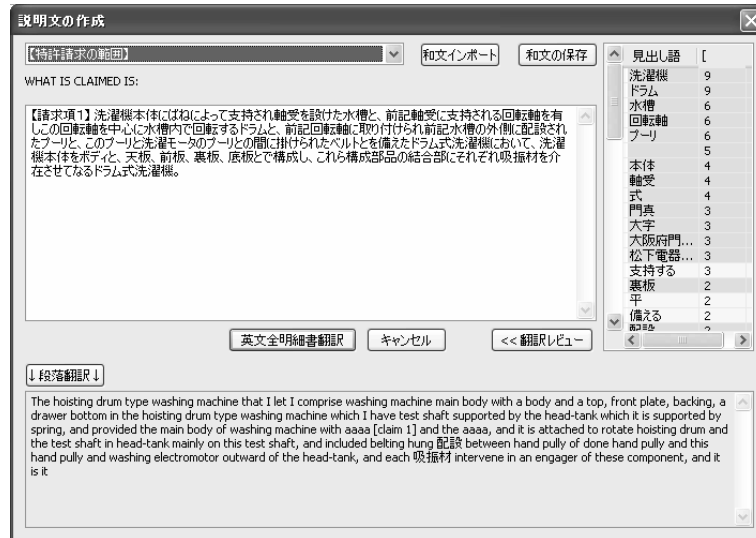 説明文の作成
【特許請求の範囲】
和文インポート
和文の保存
WHAT IS CLAIMED IS:
【請求項1】洗濯機本体にばねによって支持され軸受を設けた水槽と、前記軸受に支持される回転軸を有
しこの回転軸を中心に水槽内で回転するドラムと、前記回転軸に取り付けられ前記水槽の外側に配設され
たプーリと、このプーリと洗濯モータのプーリとの間に掛けられたベルトとを備えたドラム式洗濯機において、洗濯
機本体をボディと、天板、前板、裏板、底板とで構成し、これら構成部品の結合部にそれぞれ吸振材を介
在させてなるドラム式洗濯機。
見出し語 [
洗濯機 9
ドラム 9
水槽 6
回転軸 6
プーリ 6
5
本体 4
軸受 4
式 4
門真 3
大字 3
大阪府門... 3
松下電器... 3
支持する 3
裏板 2
平 2
備える 2
配設 2
英文全明細書翻訳
キャンセル
<< 翻訳レビュー
↓段落翻訳↓
The hoisting drum type washing machine that I let I comprise washing machine main body with a body and a top, front plate, backing, a
drawer bottom in the hoisting drum type washing machine which I have test shaft supported by the head-tank which it is supported by
spring, and provided the main body of washing machine with aaaa [claim 1] and the aaaa, and it is attached to rotate hoisting drum and
the test shaft in head-tank mainly on this test shaft, and included belting hung 配設 between hand pully of done hand pully and this
hand pully and washing electromotor outward of the head-tank, and each 吸振材 intervene in an engager of these component, and it
is it